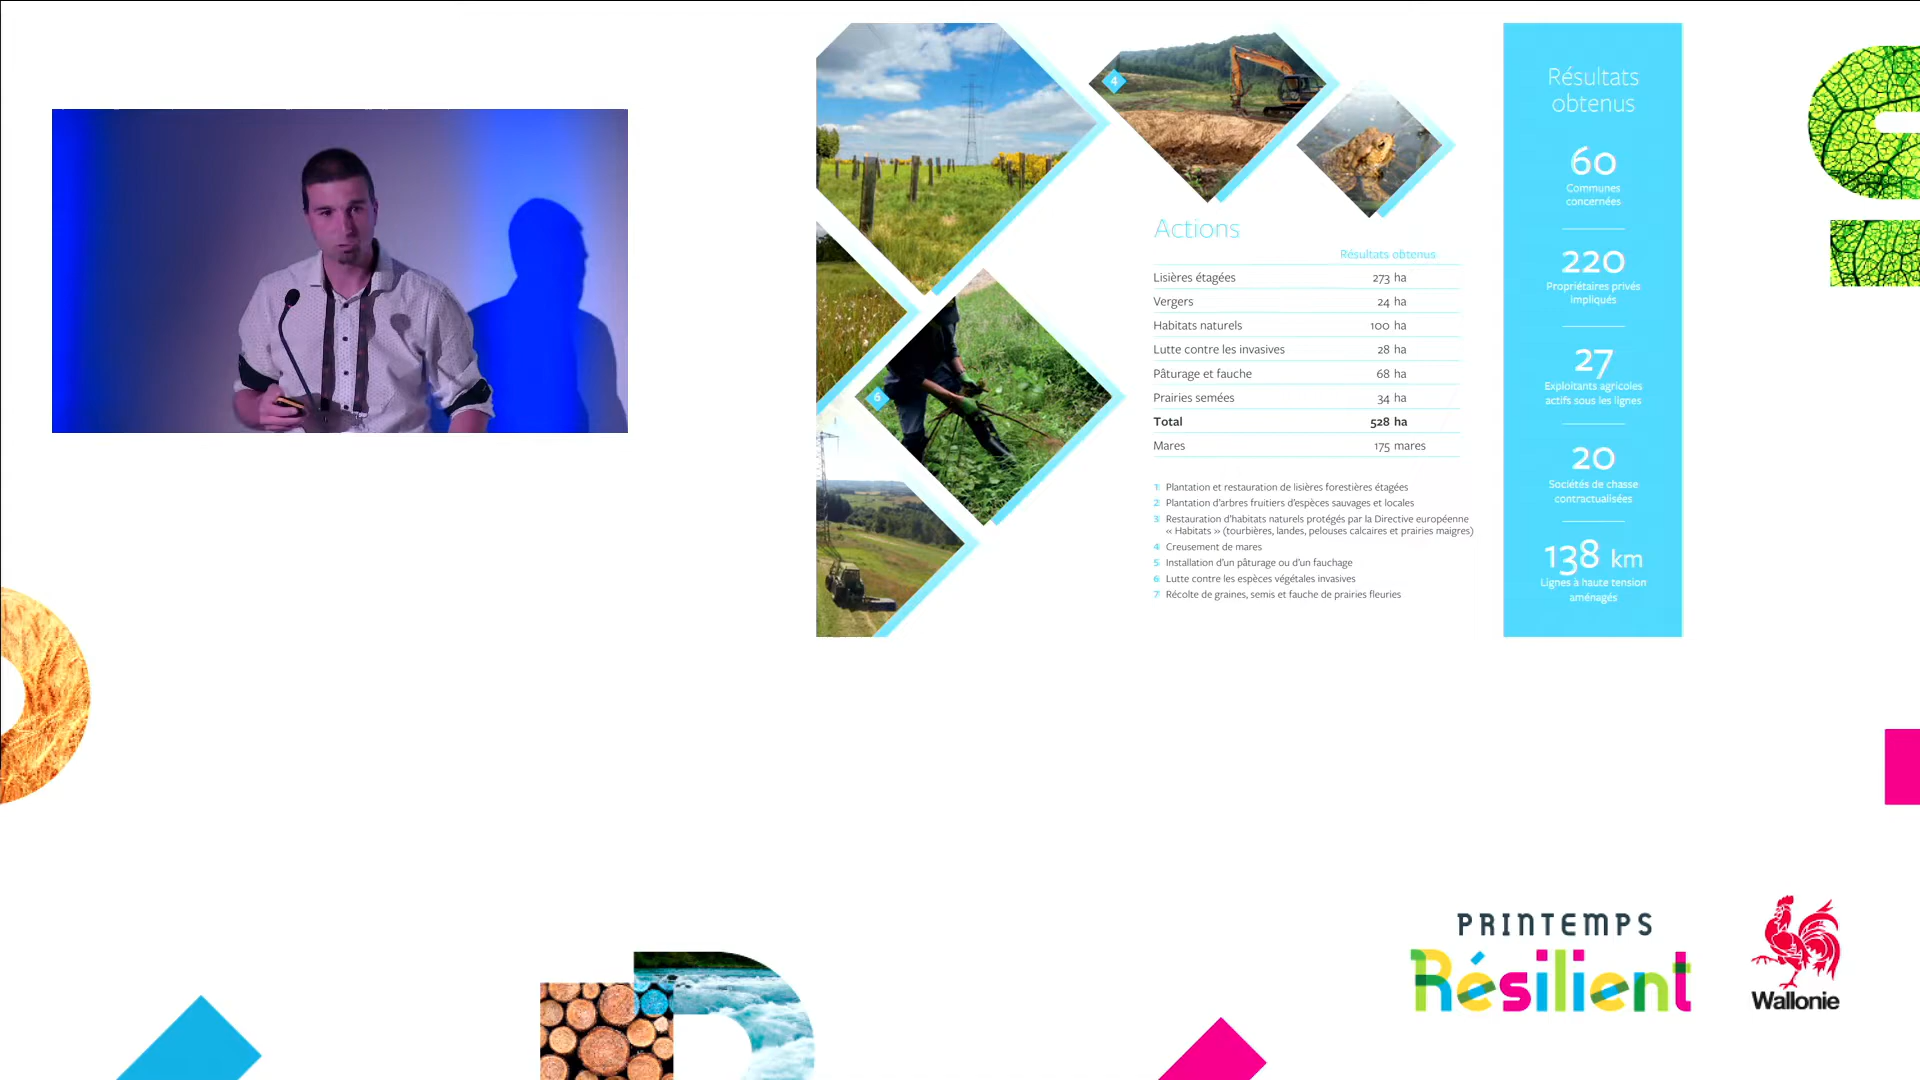 4
6
Actions
Résultats obtenus
Lisières étagées 273 ha
Vergers 24 ha
Habitats naturels 100 ha
Lutte contre les invasives 28 ha
Pâturage et fauche 68 ha
Prairies semées 34 ha
Total 528 ha
Mares 175 mares
1 Plantation et restauration de lisières forestières étagées
2 Plantation d'arbres fruitiers d'espèces sauvages et locales
3 Restauration d'habitats naturels protégés par la Directive européenne
« Habitats » (tourbières, landes, pelouses calcaires et prairies maigres)
4 Creusement de mares
5 Installation d'un pâturage ou d'un fauchage
6 Lutte contre les espèces végétales invasives
7 Récolte de graines, semis et fauche de prairies fleuries
Résultats
obtenus
60
Communes
concernées
220
Propriétaires privés
impliqués
27
Exploitants agricoles
actifs sous les lignes
20
Sociétés de chasse
contractualisées
138 km
Lignes à haute tension
aménagés
PRINTEMPS
Résilient
Wallonie